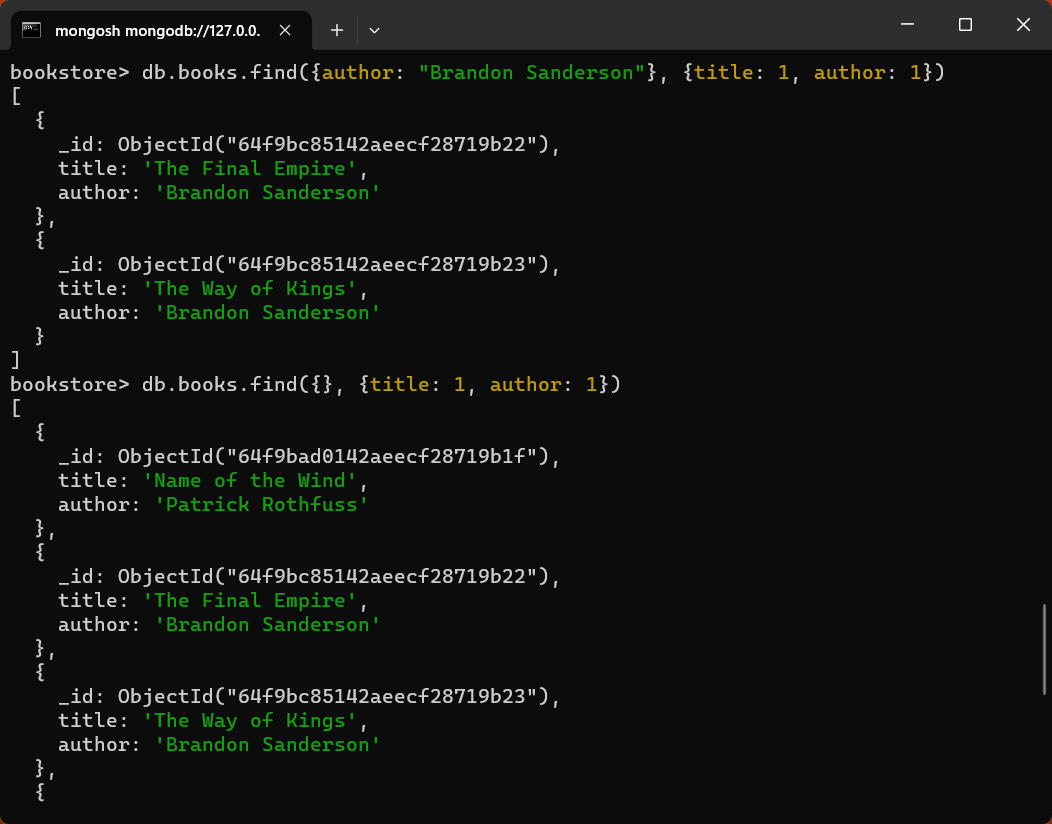 mongosh mongodb://127.0.0.
bookstore> db.books.find({author: "Brandon Sanderson"}, {title: 1, author: 1})
[
  {
    _id: ObjectId("64f9bc85142aeecf28719b22"),
    title: 'The Final Empire',
    author: 'Brandon Sanderson'
  },
  {
    _id: ObjectId("64f9bc85142aeecf28719b23"),
    title: 'The Way of Kings',
    author: 'Brandon Sanderson'
  }
]
bookstore> db.books.find({}, {title: 1, author: 1})
[
  {
    _id: ObjectId("64f9bad0142aeecf28719b1f"),
    title: 'Name of the Wind',
    author: 'Patrick Rothfuss'
  },
  {
    _id: ObjectId("64f9bc85142aeecf28719b22"),
    title: 'The Final Empire',
    author: 'Brandon Sanderson'
  },
  {
    _id: ObjectId("64f9bc85142aeecf28719b23"),
    title: 'The Way of Kings',
    author: 'Brandon Sanderson'
  },
  {